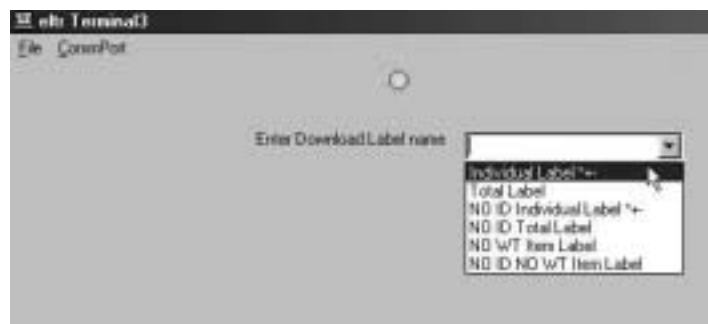 eltr Terminal3
File CommPort
Enter Download Label name
Individual Label *+-
Total Label
NO ID Individual Label *+-
NO ID Total Label
NO WT Item Label
NO ID NO WT Item Label